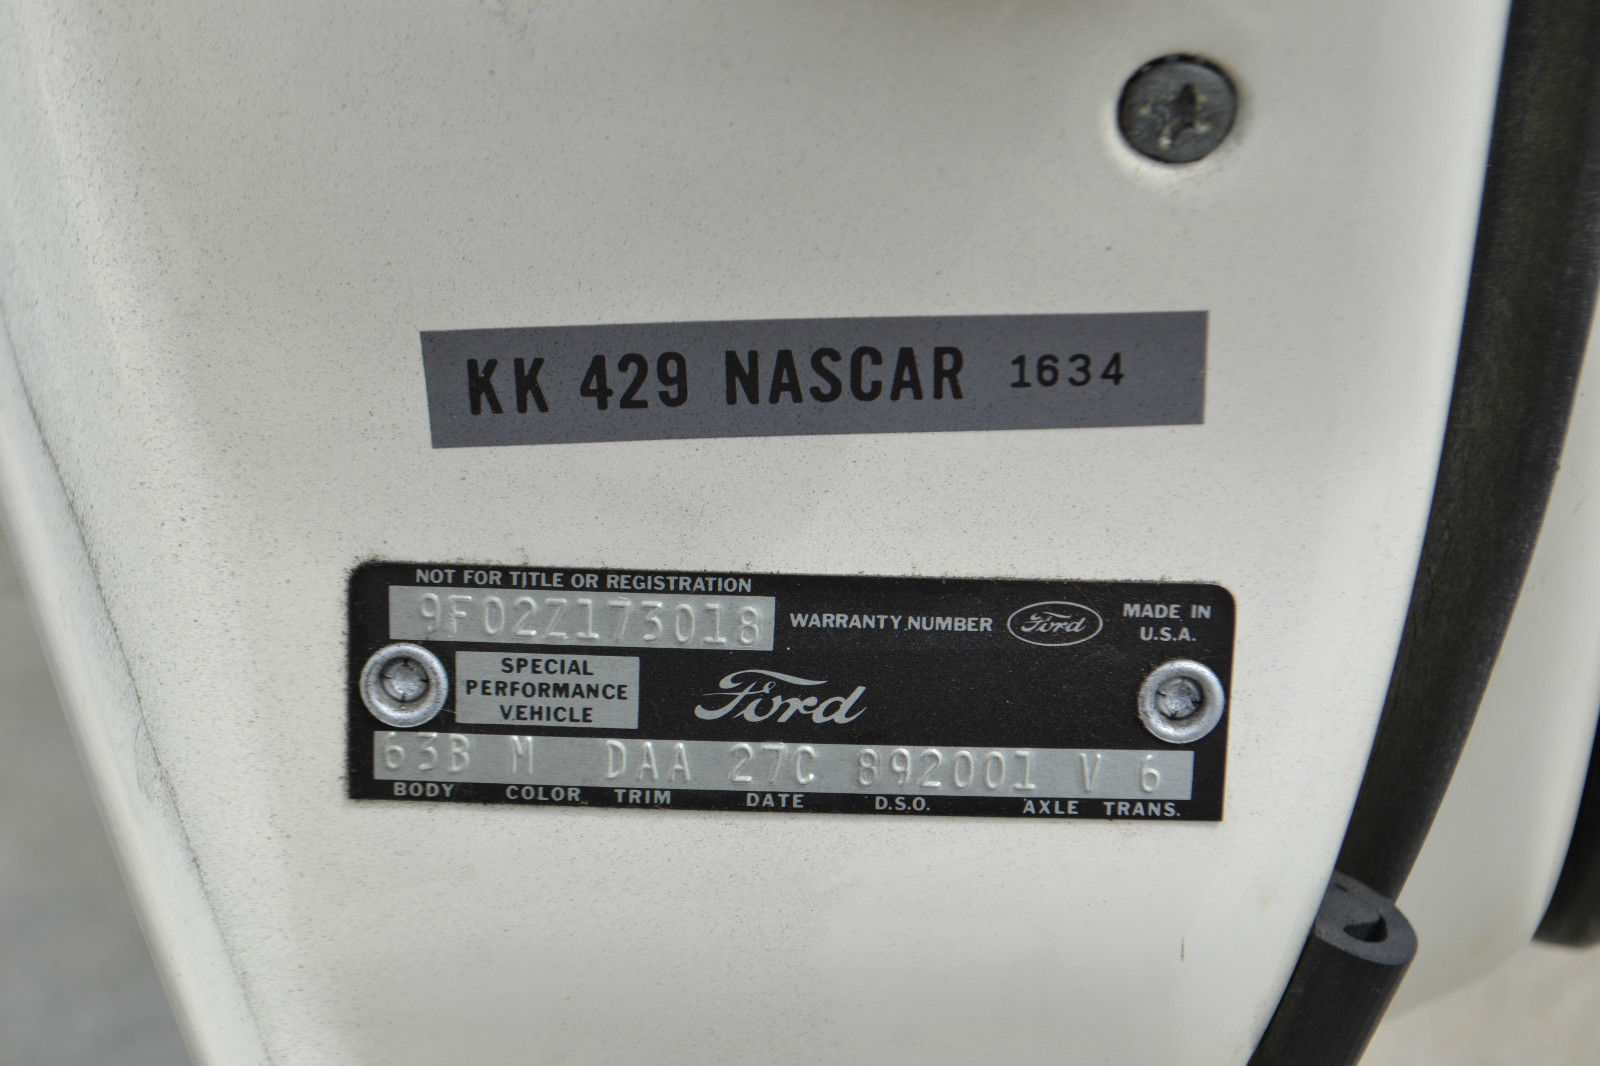 KK 429 NASCAR 1634
NOT FOR TITLE OR REGISTRATION
9F02Z173018
WARRANTY NUMBER
Ford
MADE IN
U.S.A.
SPECIAL
PERFORMANCE
VEHICLE
Ford
63B M DAA 27C 892001 V 6
BODY COLOR TRIM DATE D.S.O. AXLE TRANS.